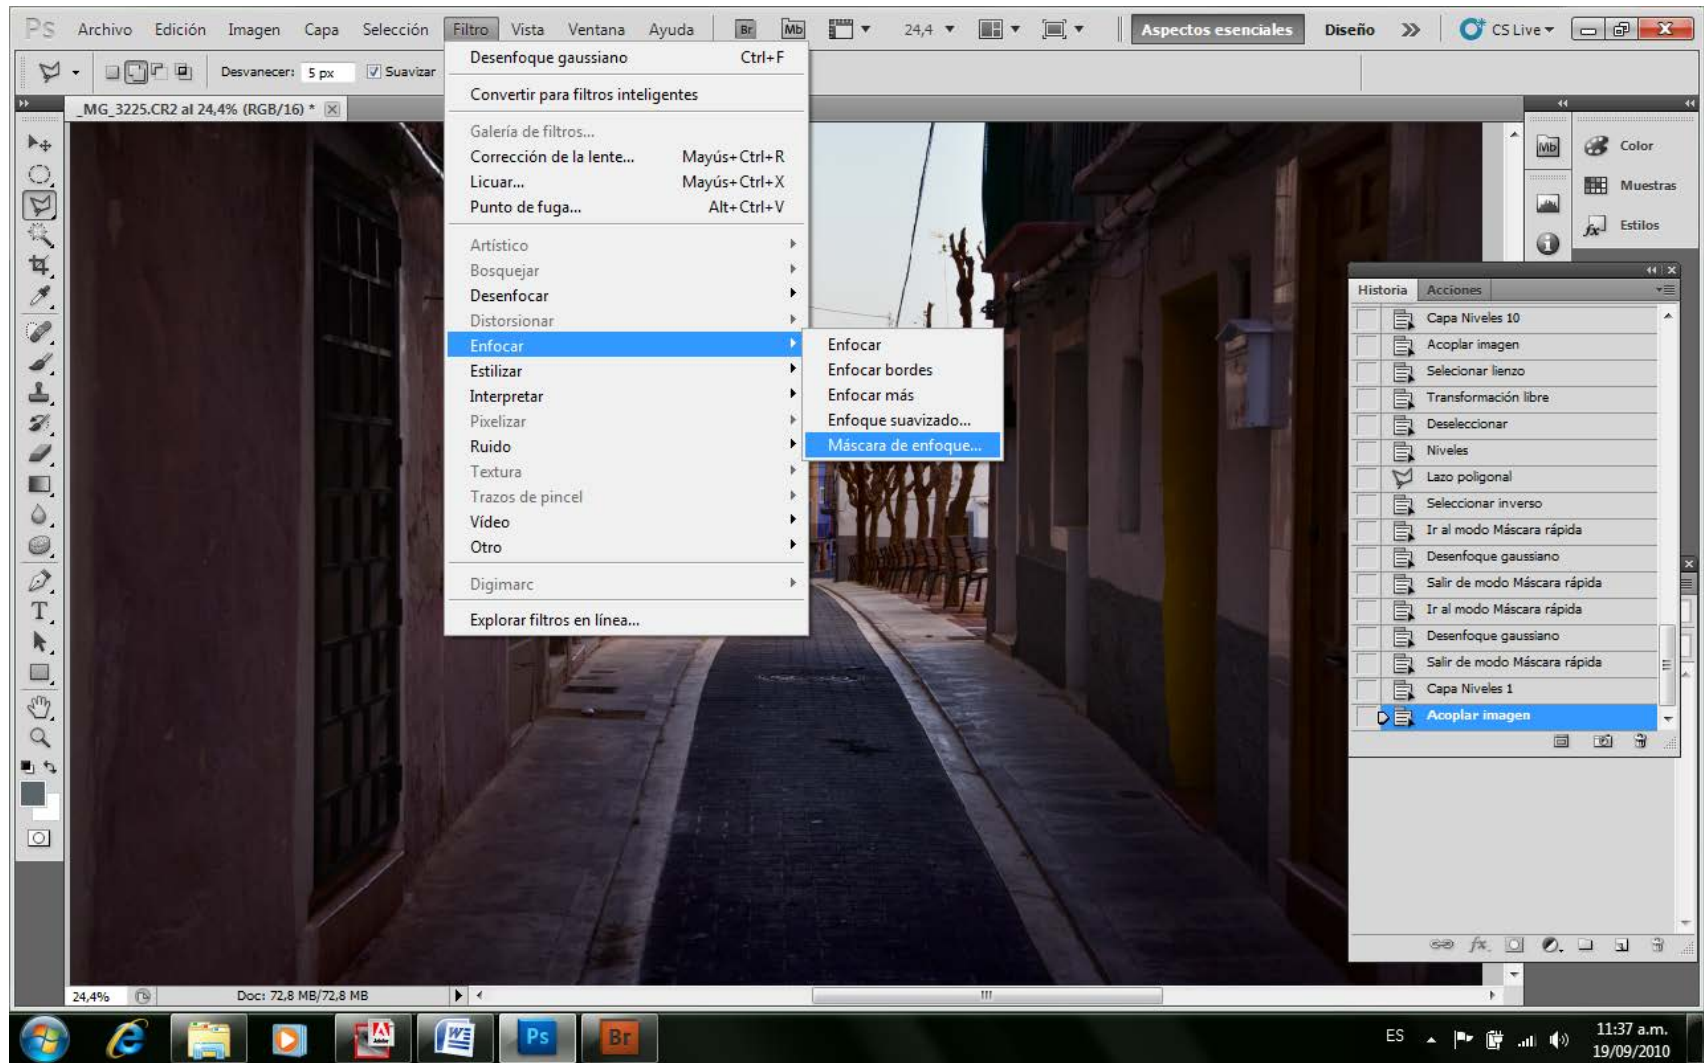 Ps Archivo Edición Imagen Capa Selección Filtro Vista Ventana Ayuda Br Mb 24,4 Aspectos esenciales Diseño CS Live
Desvanecer: 5 px Suavizar
_MG_3225.CR2 al 24,4% (RGB/16) *
Desenfoque gaussiano Ctrl+F
Convertir para filtros inteligentes
Galería de filtros...
Corrección de la lente... Mayús+Ctrl+R
Licuar... Mayús+Ctrl+X
Punto de fuga... Alt+Ctrl+V
Artístico
Bosquejar
Desenfocar
Distorsionar
Enfocar
Estilizar
Interpretar
Pixelizar
Ruido
Textura
Trazos de pincel
Vídeo
Otro
Digimarc
Explorar filtros en línea...
Enfocar
Enfocar bordes
Enfocar más
Enfoque suavizado...
Máscara de enfoque...
Mb
Color
Muestras
Estilos
Historia Acciones
Capa Niveles 10
Acoplar imagen
Selecionar lienzo
Transformación libre
Deseleccionar
Niveles
Lazo poligonal
Seleccionar inverso
Ir al modo Máscara rápida
Desenfoque gaussiano
Salir de modo Máscara rápida
Ir al modo Máscara rápida
Desenfoque gaussiano
Salir de modo Máscara rápida
Capa Niveles 1
Acoplar imagen
fx.
24,4% Doc: 72,8 MB/72,8 MB
Adobe
W
Ps
Br
ES
11:37 a.m.
19/09/2010